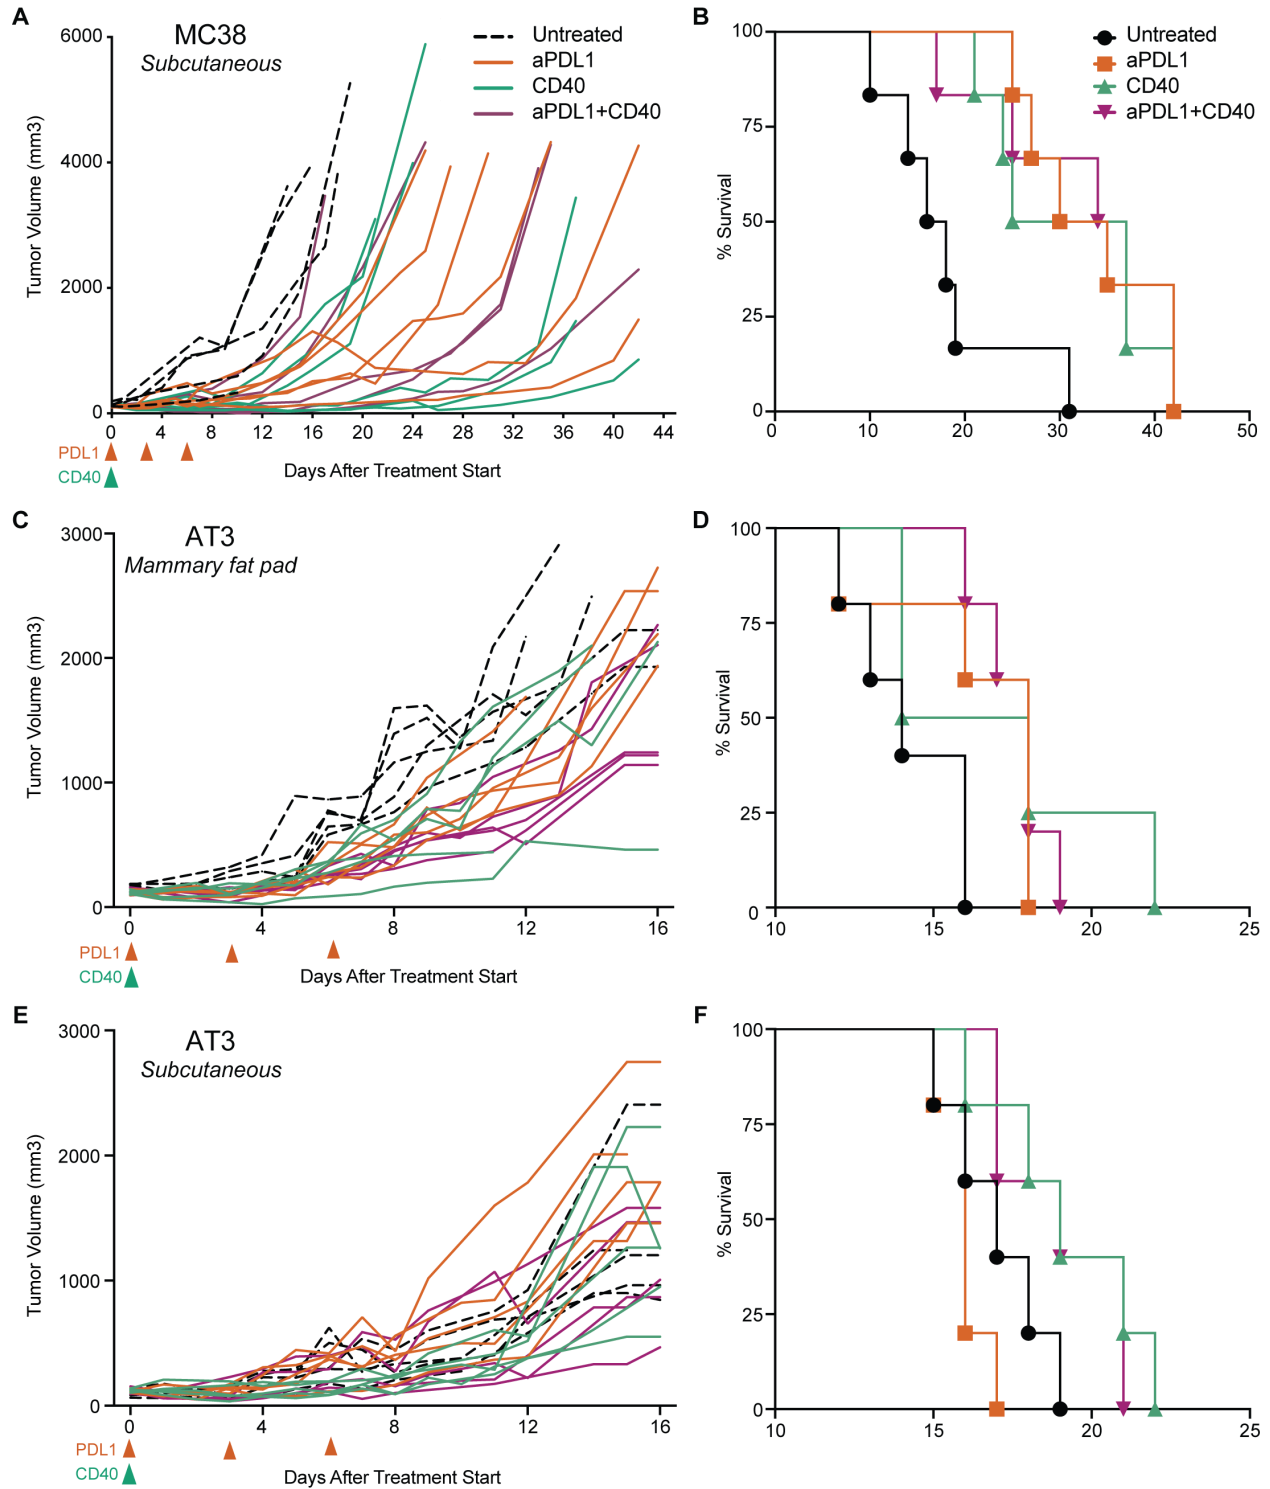 A
MC38
Subcutaneous
Untreated
aPDL1
CD40
aPDL1+CD40
Tumor Volume (mm3)
6000
4000
2000
0
0 4 8 12 16 20 24 28 32 36 40 44
PDL1
CD40
Days After Treatment Start
B
Untreated
aPDL1
CD40
aPDL1+CD40
% Survival
100
75
50
25
0
0 10 20 30 40 50
C
AT3
Mammary fat pad
Tumor Volume (mm3)
3000
2000
1000
0
0 4 8 12 16
PDL1
CD40
Days After Treatment Start
D
% Survival
100
75
50
25
0
10 15 20 25
E
AT3
Subcutaneous
Tumor Volume (mm3)
3000
2000
1000
0
0 4 8 12 16
PDL1
CD40
Days After Treatment Start
F
% Survival
100
75
50
25
0
10 15 20 25